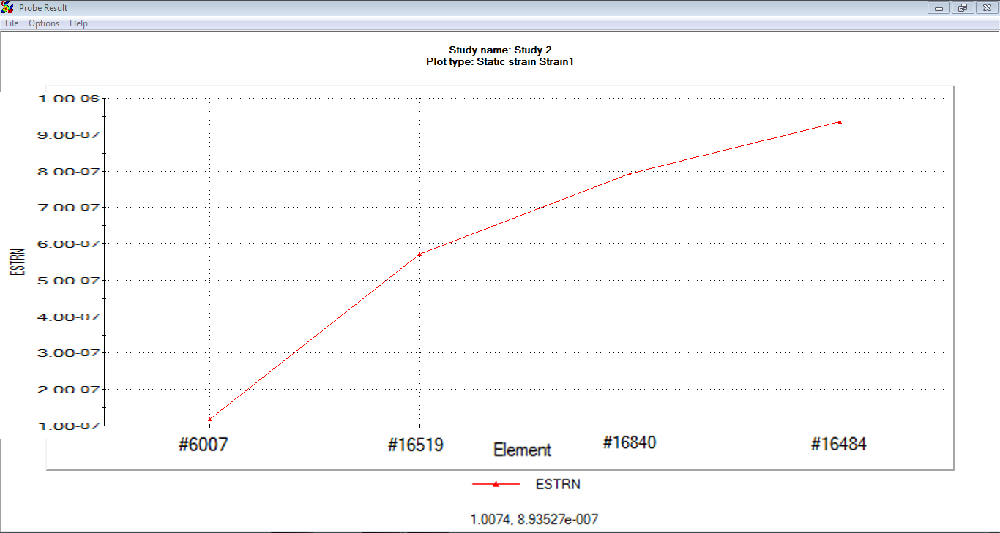 Probe Result
File Options Help
Study name: Study 2
Plot type: Static strain Strain1
1.00-06
9.00-07
8.00-07
7.00-07
6.00-07
5.00-07
4.00-07
3.00-07
2.00-07
1.00-07
ESTRN
#6007 #16519 #16840 #16484
Element
ESTRN
1.0074, 8.93527e-007